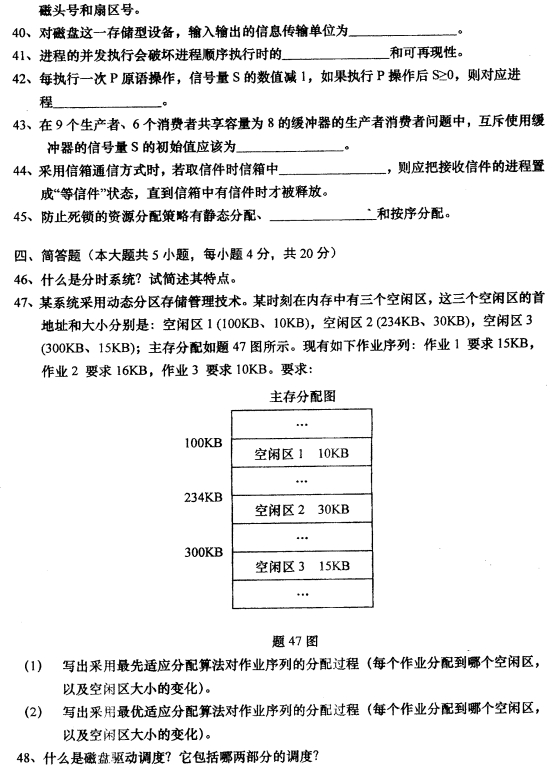 磁头号和扇区号。
40、对磁盘这一存储型设备，输入输出的信息传输单位为____________。
41、进程的并发执行会破坏进程顺序执行时的____________和可再现性。
42、每执行一次P原语操作，信号量S的数值减1，如果执行P操作后S≥0，则对应进
程____________。
43、在9个生产者、6个消费者共享容量为8的缓冲器的生产者消费者问题中，互斥使用缓
冲器的信号量S的初始值应该为____________。
44、采用信箱通信方式时，若取信件时信箱中____________，则应把接收信件的进程置
成“等信件”状态，直到信箱中有信件时才被释放。
45、防止死锁的资源分配策略有静态分配、____________和按序分配。
四、简答题（本大题共5小题，每小题4分，共20分）
46、什么是分时系统？试简述其特点。
47、某系统采用动态分区存储管理技术。某时刻在内存中有三个空闲区，这三个空闲区的首
地址和大小分别是：空闲区1(100KB、10KB)，空闲区2(234KB、30KB)，空闲区3
(300KB、15KB)；主存分配如题47图所示。现有如下作业序列：作业1 要求15KB，
作业2 要求16KB，作业3 要求10KB。要求：
主存分配图
…
100KB
空闲区1 10KB
…
234KB
空闲区2 30KB
…
300KB
空闲区3 15KB
…
题47图
(1) 写出采用最先适应分配算法对作业序列的分配过程（每个作业分配到哪个空闲区，
以及空闲区大小的变化）。
(2) 写出采用最优适应分配算法对作业序列的分配过程（每个作业分配到哪个空闲区，
以及空闲区大小的变化）。
48、什么是磁盘驱动调度？它包括哪两部分的调度？